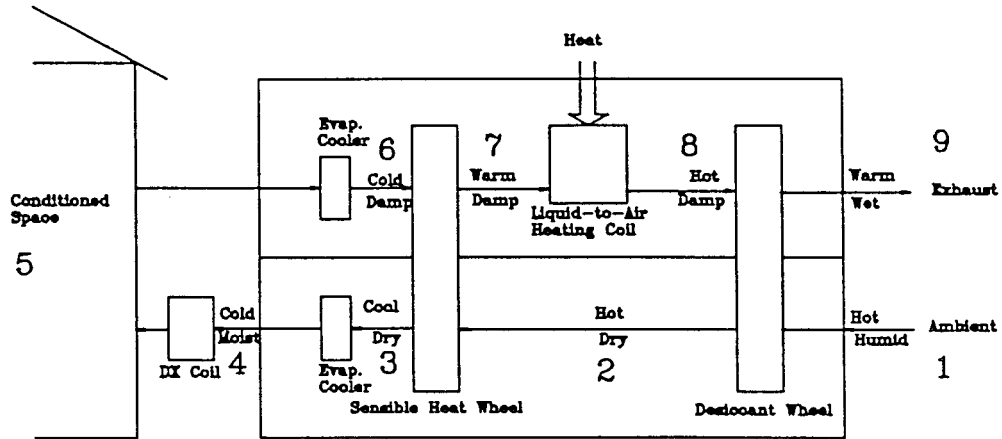 Heat
Evap.
Cooler
6
7
8
9
Cold
Damp
Warm
Damp
Hot
Damp
Warm
Wet
Exhaust
Liquid-to-Air
Heating Coil
Conditioned
Space
5
Cold
Moist
Cool
Dry
Hot
Dry
Hot
Humid
Ambient
DX Coil
4
Evap.
Cooler
3
2
1
Sensible Heat Wheel
Desiccant Wheel